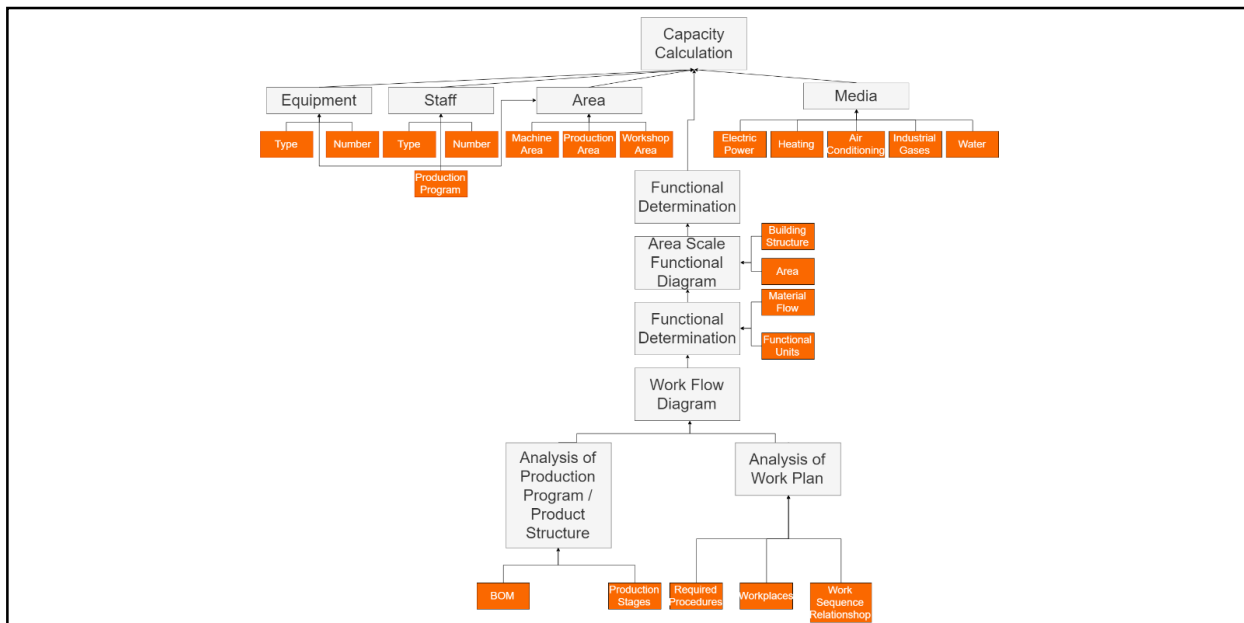 Capacity
Calculation
Equipment
Staff
Area
Media
Type
Number
Type
Number
Machine
Area
Production
Area
Workshop
Area
Electric
Power
Heating
Air
Conditioning
Industrial
Gases
Water
Production
Program
Functional
Determination
Building
Structure
Area Scale
Functional
Diagram
Area
Material
Flow
Functional
Determination
Functional
Units
Work Flow
Diagram
Analysis of
Production
Program /
Product
Structure
Analysis of
Work Plan
BOM
Production
Stages
Required
Procedures
Workplaces
Work
Sequence
Relationshop